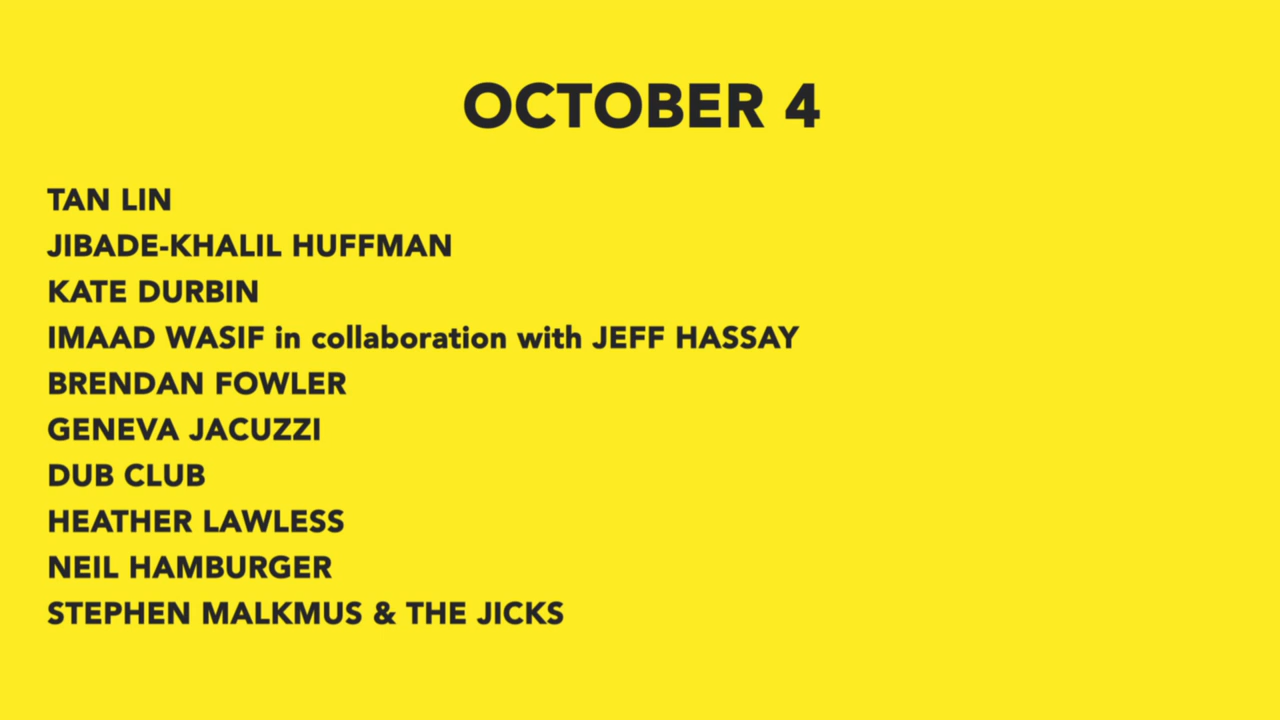 OCTOBER 4
TAN LIN
JIBADE-KHALIL HUFFMAN
KATE DURBIN
IMAAD WASIF in collaboration with JEFF HASSAY
BRENDAN FOWLER
GENEVA JACUZZI
DUB CLUB
HEATHER LAWLESS
NEIL HAMBURGER
STEPHEN MALKMUS & THE JICKS